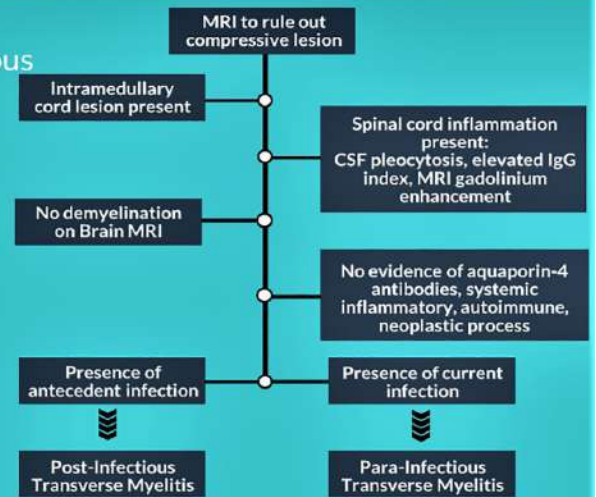 MRI to rule out
compressive lesion
Intramedullary
cord lesion present
Spinal cord inflammation
present:
CSF pleocytosis, elevated IgG
index, MRI gadolinium
enhancement
No demyelination
on Brain MRI
No evidence of aquaporin-4
antibodies, systemic
inflammatory, autoimmune,
neoplastic process
Presence of
antecedent infection
Presence of current
infection
Post-Infectious
Transverse Myelitis
Para-Infectious
Transverse Myelitis